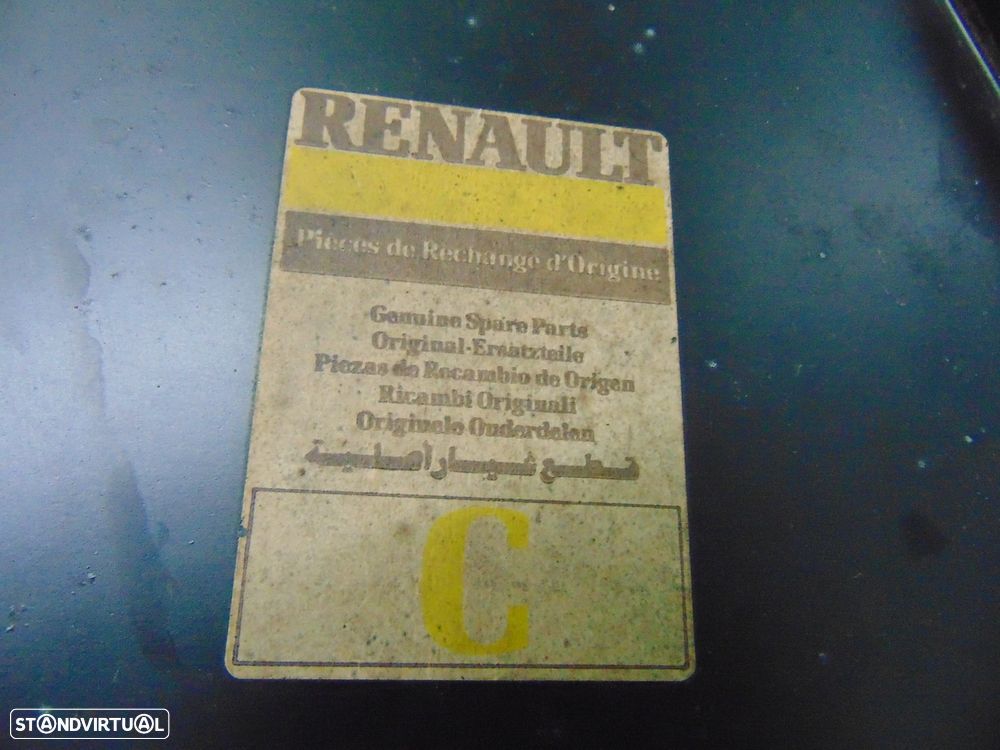 RENAULT
Pièces de Rechange d'Origine
Genuine Spare Parts
Original-Ersatzteile
Piezas de Recambio de Origen
Ricambi Originali
Originele Onderdelen
قطع غيار أصلية
C
STANDVIRTUAL